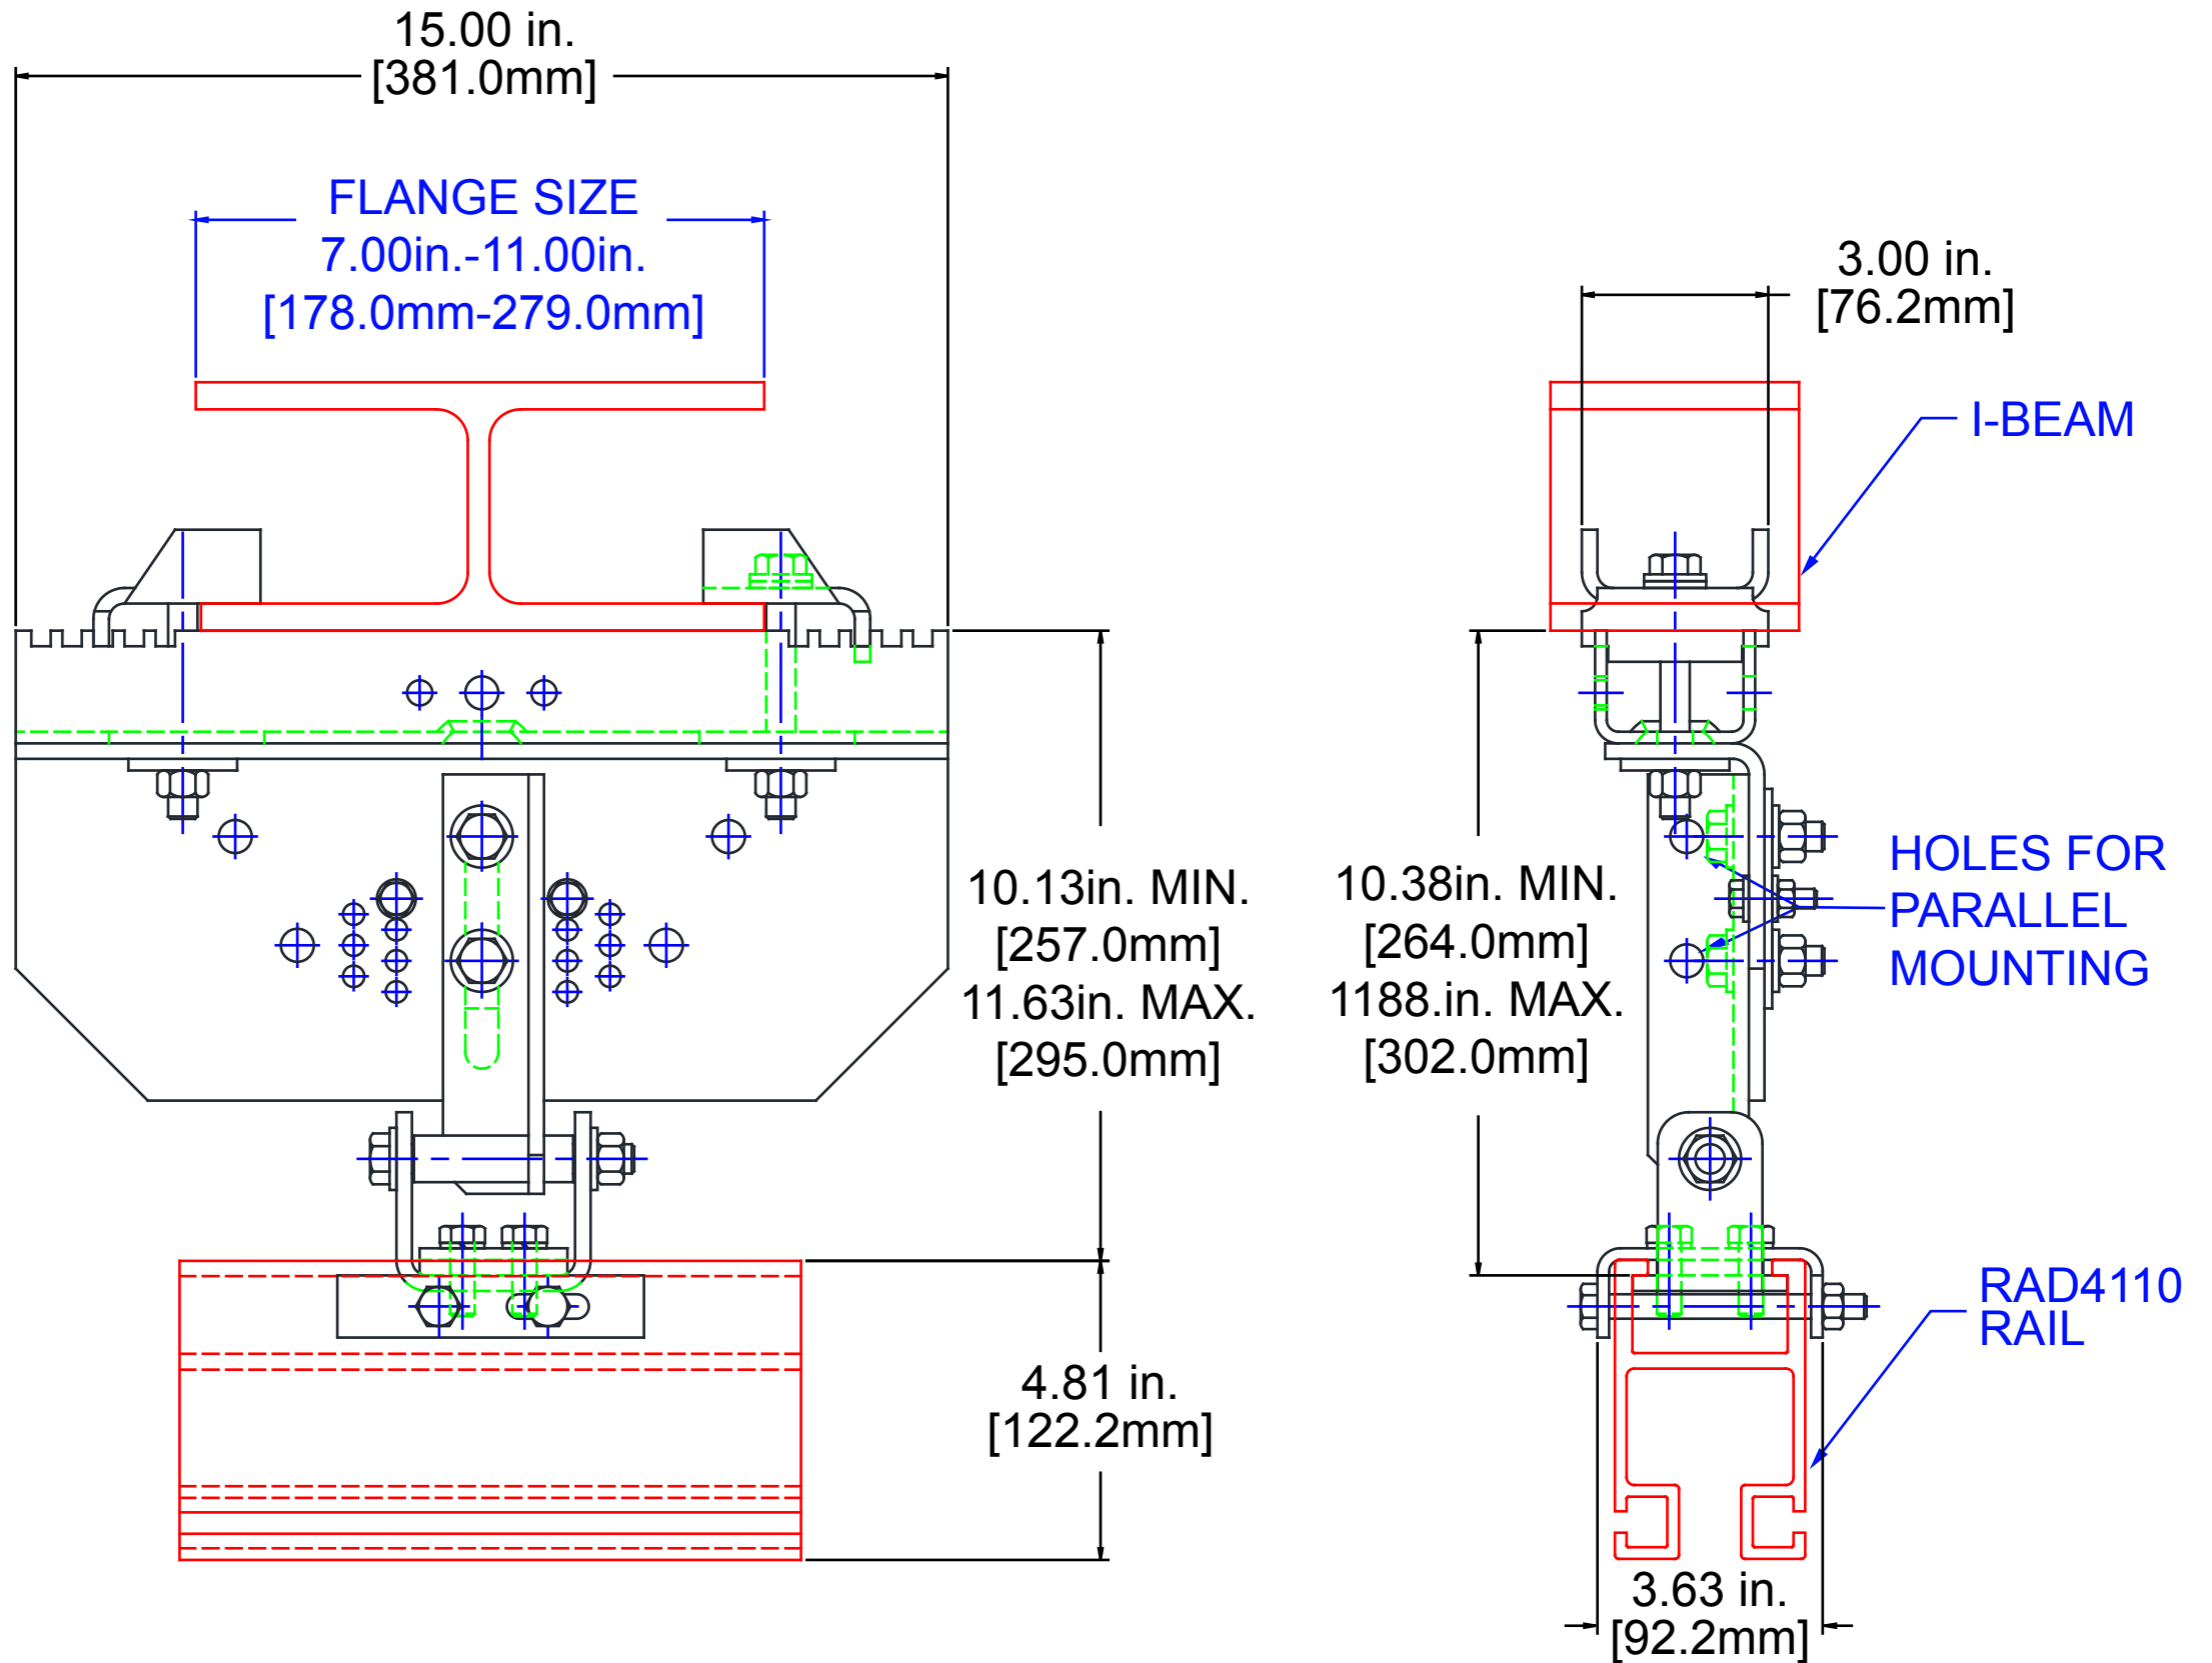 15.00 in.
[381.0mm]
FLANGE SIZE
7.00in.-11.00in.
[178.0mm-279.0mm]
3.00 in.
[76.2mm]
I-BEAM
10.13in. MIN.
[257.0mm]
11.63in. MAX.
[295.0mm]
10.38in. MIN.
[264.0mm]
1188.in. MAX.
[302.0mm]
HOLES FOR
PARALLEL
MOUNTING
4.81 in.
[122.2mm]
RAD4110
RAIL
3.63 in.
[92.2mm]